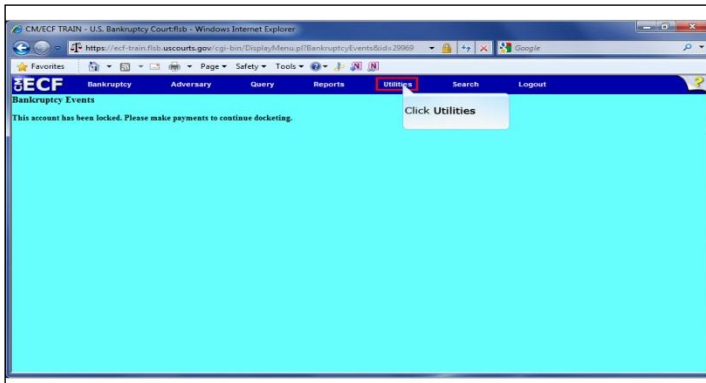 CM/ECF TRAIN - U.S. Bankruptcy Court:flsb - Windows Internet Explorer
https://ecf-train.flsb.uscourts.gov/cgi-bin/DisplayMenu.pl?BankruptcyEvents&id=29969 Google
Favorites Page Safety Tools
ECF Bankruptcy Adversary Query Reports Utilities Search Logout ?
Bankruptcy Events
Click Utilities
This account has been locked. Please make payments to continue docketing.